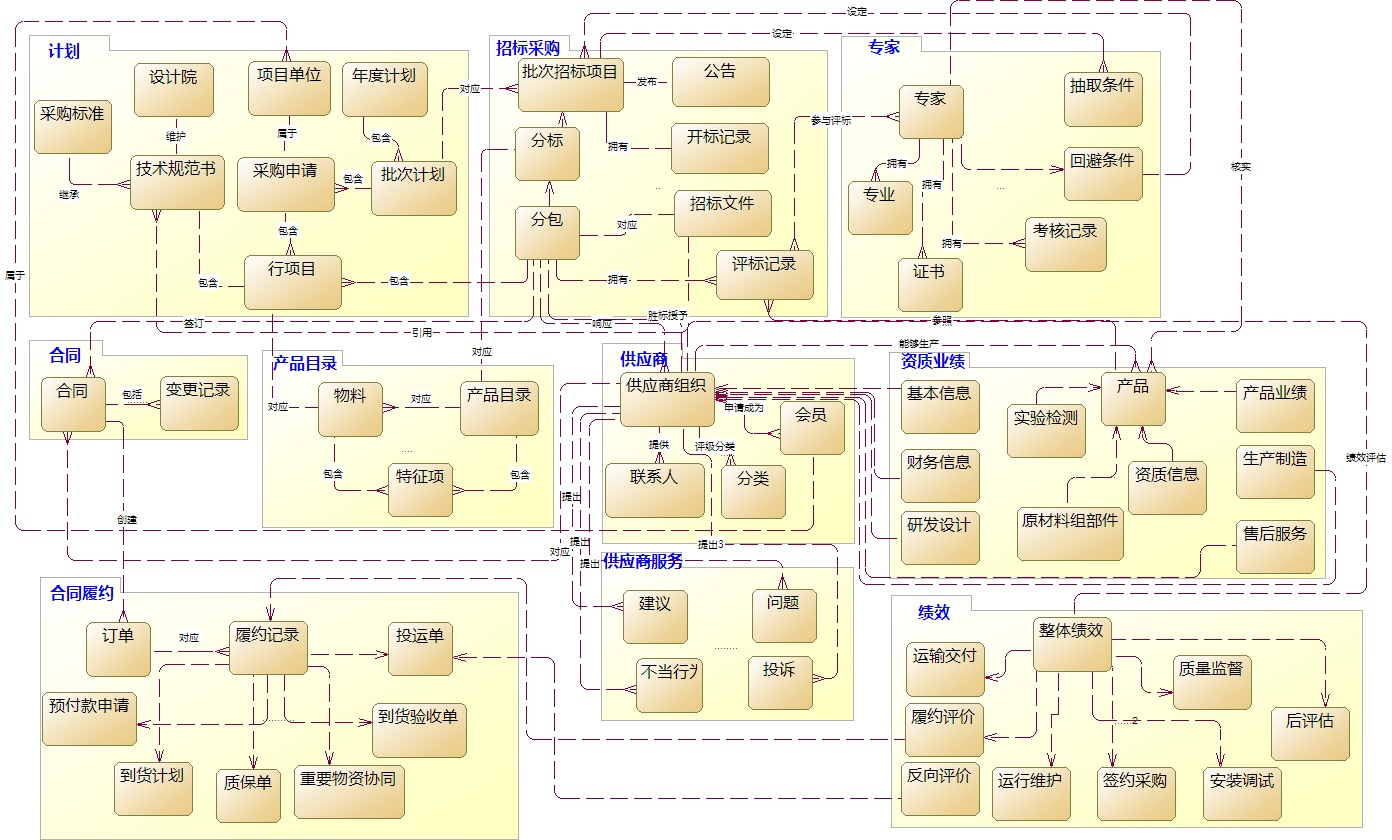 设定
设定
计划
招标采购
专家
设计院
项目单位
年度计划
采购标准
维护
属于
包含
对应
技术规范书
采购申请
包含
批次计划
继承
包含
行项目
包含
包含
属于
批次招标项目
发布
公告
分标
拥有
开标记录
..
分包
对应
招标文件
拥有
评标记录
参与评标
专家
抽取条件
回避条件
拥有
专业
拥有
...
拥有
考核记录
证书
核实
签订
引用
响应
胜标授予
参照
能够生产
合同
合同
包括
变更记录
产品目录
对应
对应
物料
对应
产品目录
....
包含
特征项
包含
供应商
供应商组织
申请成为
会员
提供
评级分类
联系人
分类
资质业绩
基本信息
产品
产品业绩
实验检测
财务信息
资质信息
生产制造
研发设计
原材料组部件
售后服务
绩效评估
创建
对应
提出
提出
提出
提出3
供应商服务
建议
问题
........
不当行为
投诉
合同履约
订单
对应
履约记录
投运单
预付款申请
......
到货验收单
到货计划
质保单
重要物资协同
绩效
整体绩效
运输交付
质量监督
履约评价
......2
后评估
反向评价
运行维护
签约采购
安装调试